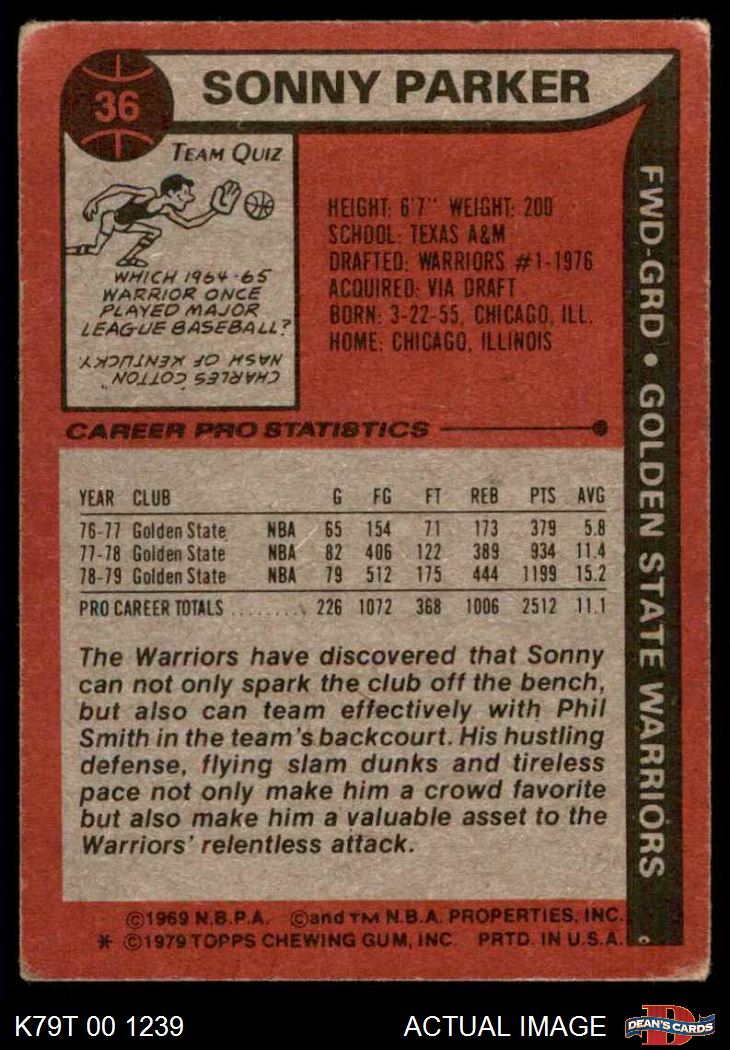 36
SONNY PARKER
TEAM QUIZ
WHICH 1964-65
WARRIOR ONCE
PLAYED MAJOR
LEAGUE BASEBALL?
CHARLES COTTON"
NASH OF KENTUCKY
HEIGHT: 6'7" WEIGHT: 200
SCHOOL: TEXAS A&M
DRAFTED: WARRIORS #1-1976
ACQUIRED: VIA DRAFT
BORN: 3-22-55, CHICAGO, ILL.
HOME: CHICAGO, ILLINOIS
FWD-GRD • GOLDEN STATE WARRIORS
CAREER PRO STATISTICS
YEAR CLUB G FG FT REB PTS AVG
76-77 Golden State NBA 65 154 71 173 379 5.8
77-78 Golden State NBA 82 406 122 389 934 11.4
78-79 Golden State NBA 79 512 175 444 1199 15.2
PRO CAREER TOTALS ......... 226 1072 368 1006 2512 11.1
The Warriors have discovered that Sonny
can not only spark the club off the bench,
but also can team effectively with Phil
Smith in the team's backcourt. His hustling
defense, flying slam dunks and tireless
pace not only make him a crowd favorite
but also make him a valuable asset to the
Warriors' relentless attack.
©1969 N.B.P.A. ©and TM N.B.A. PROPERTIES, INC.
* ©1979 TOPPS CHEWING GUM, INC. PRTD. IN U.S.A.
K79T 00 1239
ACTUAL IMAGE
D
DEAN'S CARDS